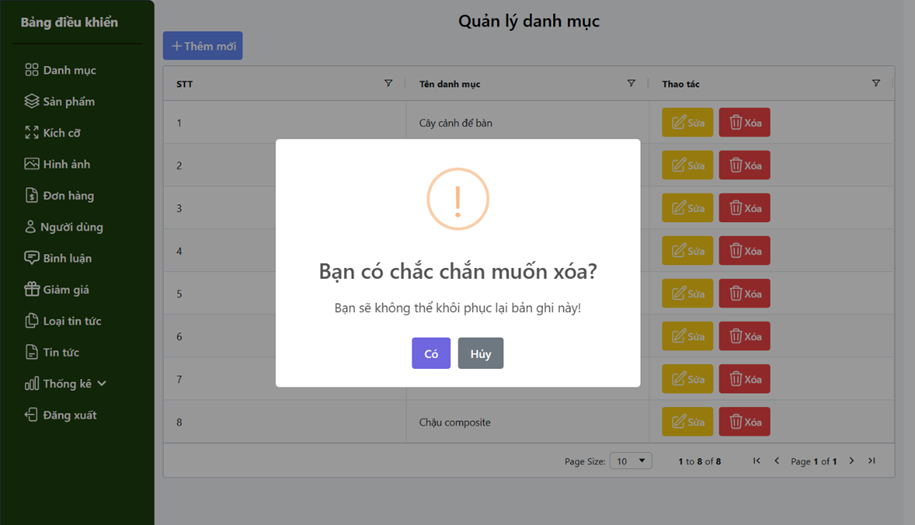 Bảng điều khiển
Danh mục
Sản phẩm
Kích cỡ
Hình ảnh
Đơn hàng
Người dùng
Bình luận
Giảm giá
Loại tin tức
Tin tức
Thống kê
Đăng xuất
Quản lý danh mục
Thêm mới
STT Tên danh mục Thao tác
1 Cây cảnh để bàn Sửa Xóa
2 Sửa Xóa
3 Sửa Xóa
4 Sửa Xóa
5 Sửa Xóa
6 Sửa Xóa
7 Sửa Xóa
8 Chậu composite Sửa Xóa
Page Size: 10 1 to 8 of 8 Page 1 of 1
Bạn có chắc chắn muốn xóa?
Bạn sẽ không thể khôi phục lại bản ghi này!
Có Hủy